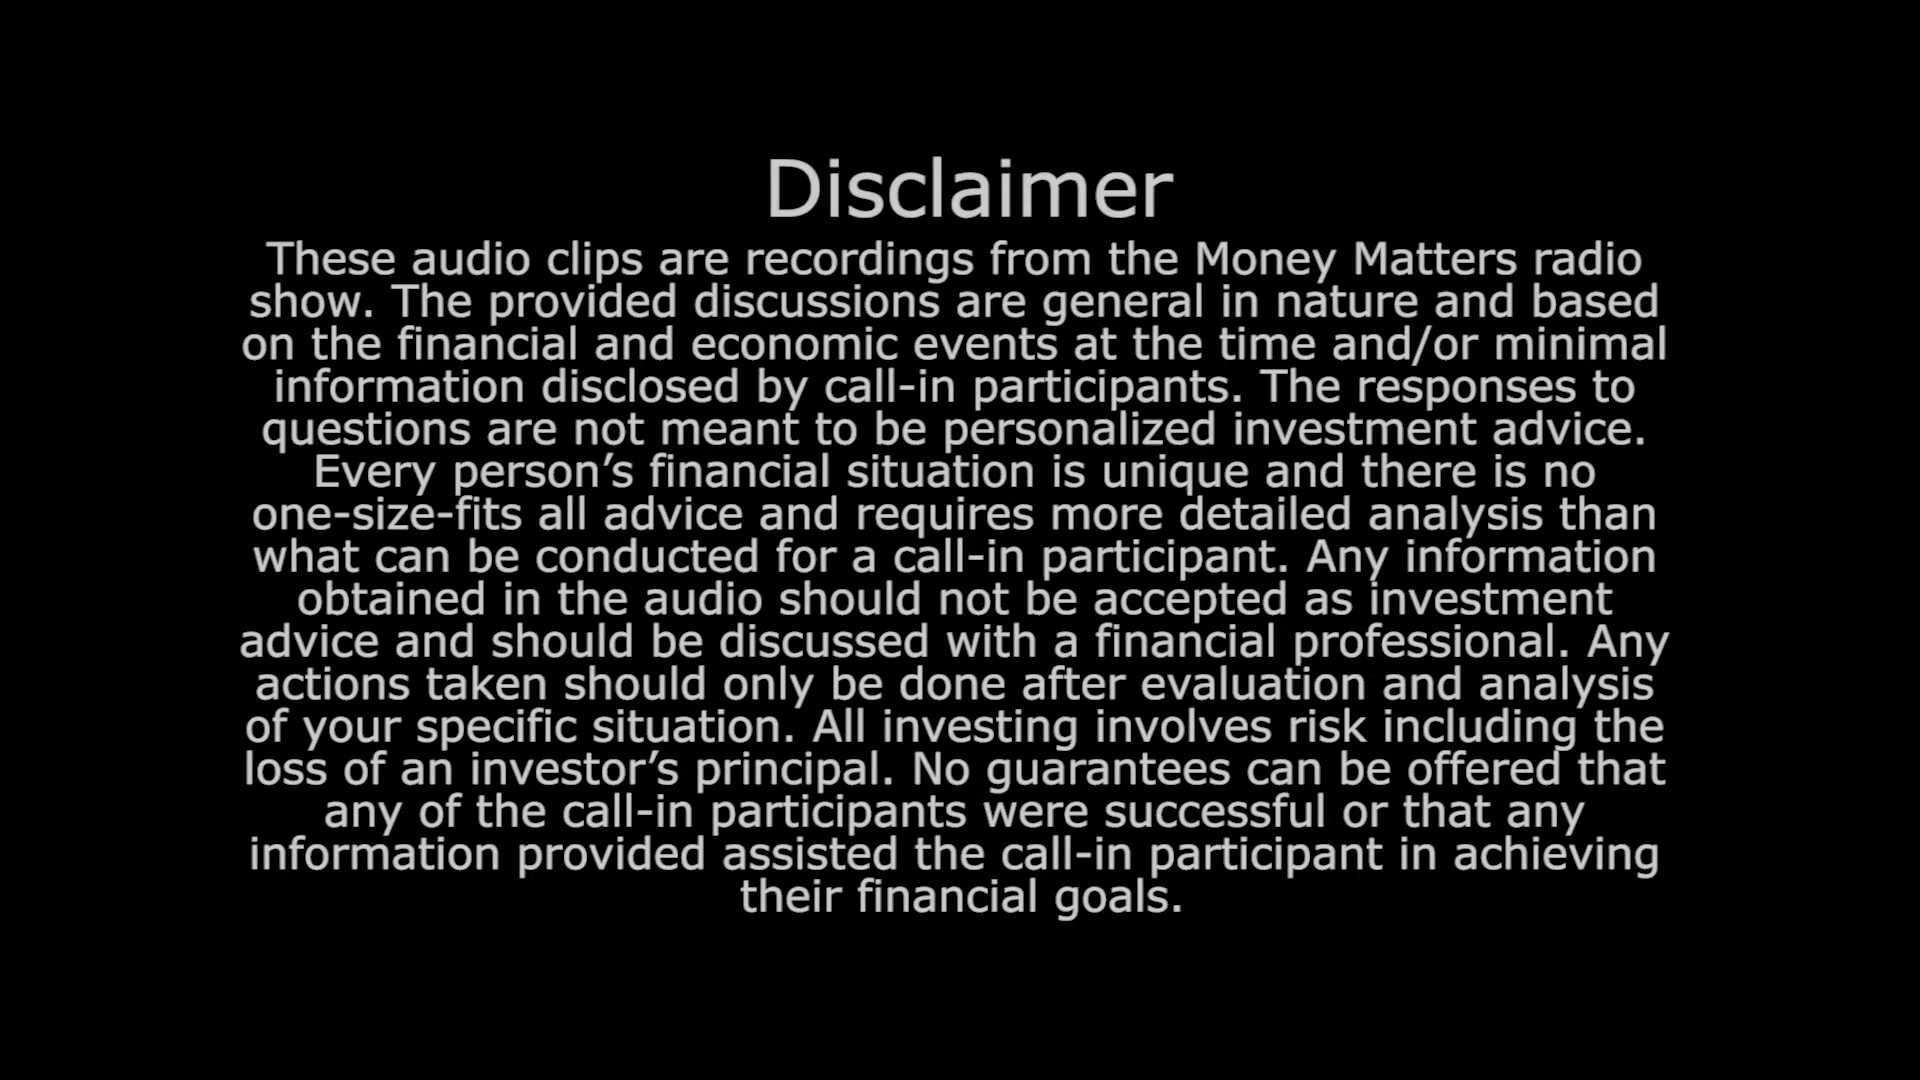 Disclaimer
These audio clips are recordings from the Money Matters radio
show. The provided discussions are general in nature and based
on the financial and economic events at the time and/or minimal
information disclosed by call-in participants. The responses to
questions are not meant to be personalized investment advice.
Every person’s financial situation is unique and there is no
one-size-fits all advice and requires more detailed analysis than
what can be conducted for a call-in participant. Any information
obtained in the audio should not be accepted as investment
advice and should be discussed with a financial professional. Any
actions taken should only be done after evaluation and analysis
of your specific situation. All investing involves risk including the
loss of an investor’s principal. No guarantees can be offered that
any of the call-in participants were successful or that any
information provided assisted the call-in participant in achieving
their financial goals.